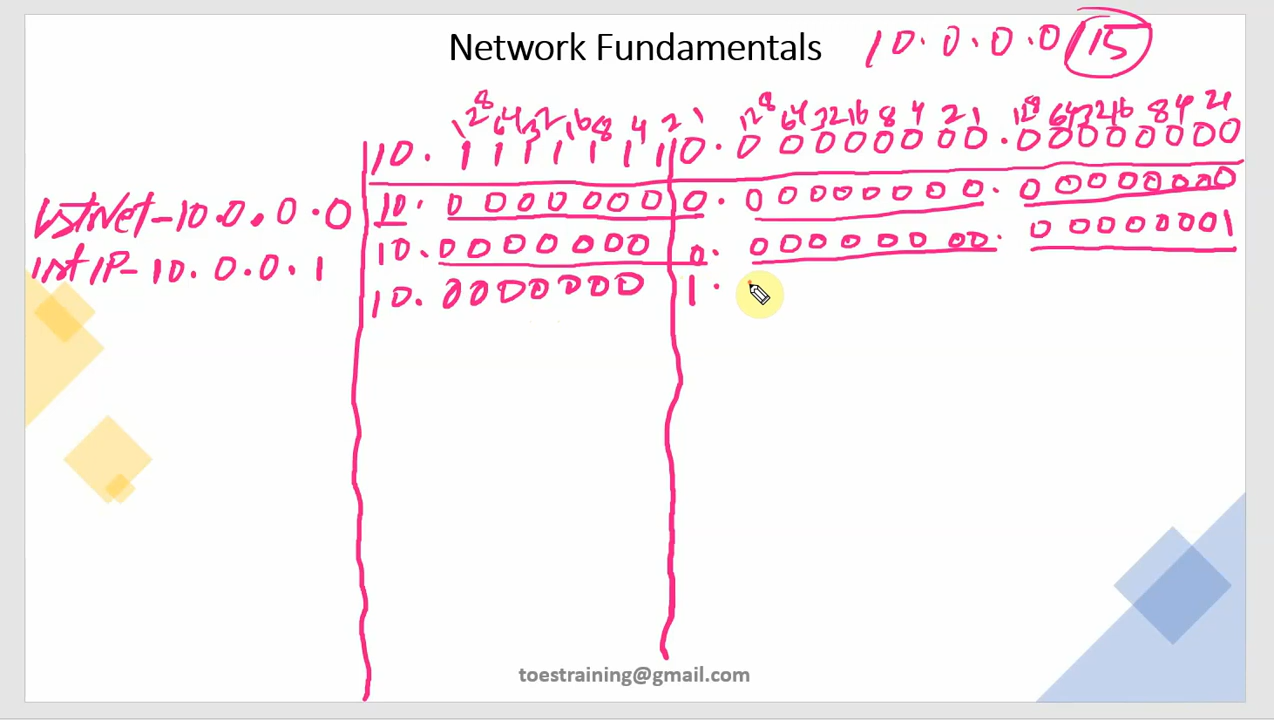 Network Fundamentals 10.0.0.0/15
128 64 32 16 8 4 2 1 128 64 32 16 8 4 2 1 128 64 32 16 8 4 2 1
10. 1 1 1 1 1 1 1 0. 0 0 0 0 0 0 0 0. 0 0 0 0 0 0 0 0
1st Net - 10.0.0.0 10. 0 0 0 0 0 0 0 0. 0 0 0 0 0 0 0 0. 0 0 0 0 0 0 0 0
1st IP - 10.0.0.1 10. 0 0 0 0 0 0 0 0. 0 0 0 0 0 0 0 0. 0 0 0 0 0 0 0 1
10. 0 0 0 0 0 0 0 1.
toestraining@gmail.com